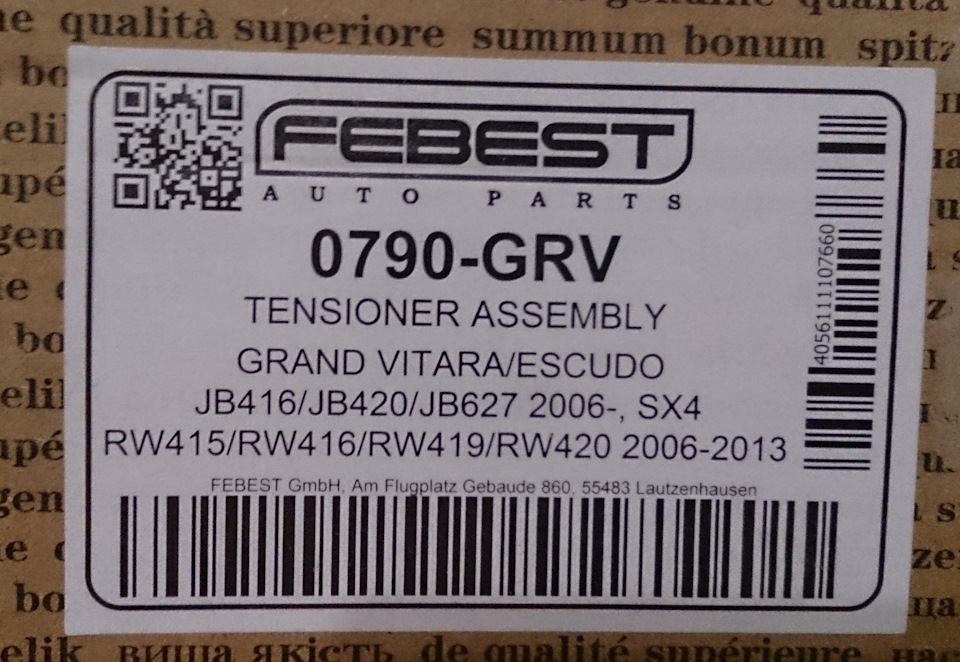 qualità superiore summum bonum spitz
FEBEST
AUTO PARTS
0790-GRV
TENSIONER ASSEMBLY
GRAND VITARA/ESCUDO
JB416/JB420/JB627 2006-, SX4
RW415/RW416/RW419/RW420 2006-2013
FEBEST GmbH, Am Flugplatz Gebaude 860, 55483 Lautzenhausen
4056111107660
elik вища якість de qualité supérieure